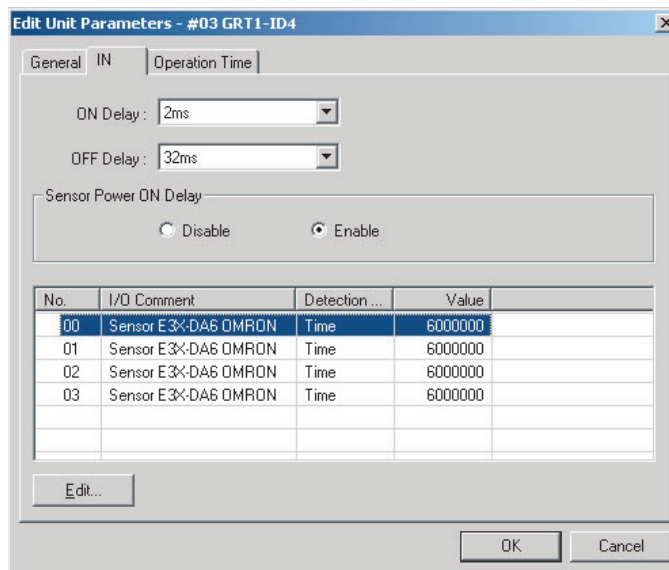 Edit Unit Parameters - #03 GRT1-ID4
General IN Operation Time
ON Delay : 2ms
OFF Delay : 32ms
Sensor Power ON Delay
Disable Enable
No. I/O Comment Detection ... Value
00 Sensor E3X-DA6 OMRON Time 6000000
01 Sensor E3X-DA6 OMRON Time 6000000
02 Sensor E3X-DA6 OMRON Time 6000000
03 Sensor E3X-DA6 OMRON Time 6000000
Edit...
OK Cancel